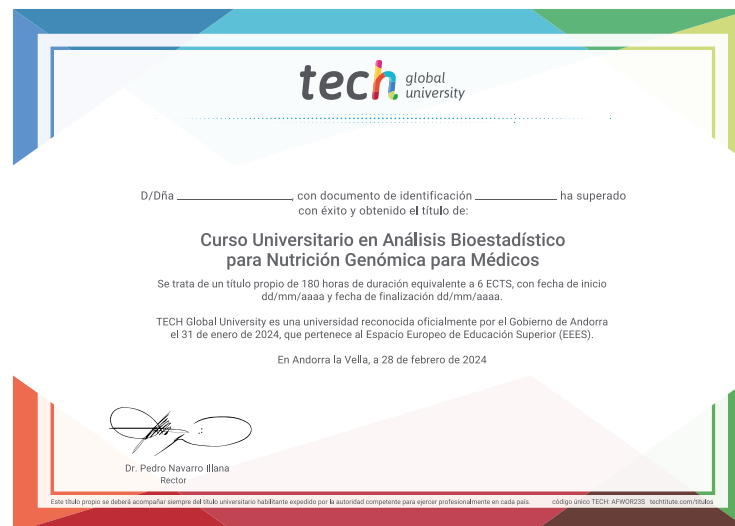 tech global
university
D/Dña ______________, con documento de identificación __________ ha superado
con éxito y obtenido el título de:
Curso Universitario en Análisis Bioestadístico
para Nutrición Genómica para Médicos
Se trata de un título propio de 180 horas de duración equivalente a 6 ECTS, con fecha de inicio
dd/mm/aaaa y fecha de finalización dd/mm/aaaa.
TECH Global University es una universidad reconocida oficialmente por el Gobierno de Andorra
el 31 de enero de 2024, que pertenece al Espacio Europeo de Educación Superior (EEES).
En Andorra la Vella, a 28 de febrero de 2024
Dr. Pedro Navarro Illana
Rector
Este título propio se deberá acompañar siempre del título universitario habilitante expedido por la autoridad competente para ejercer profesionalmente en cada país. código único TECH: AFWOR23S techtitute.com/titulos